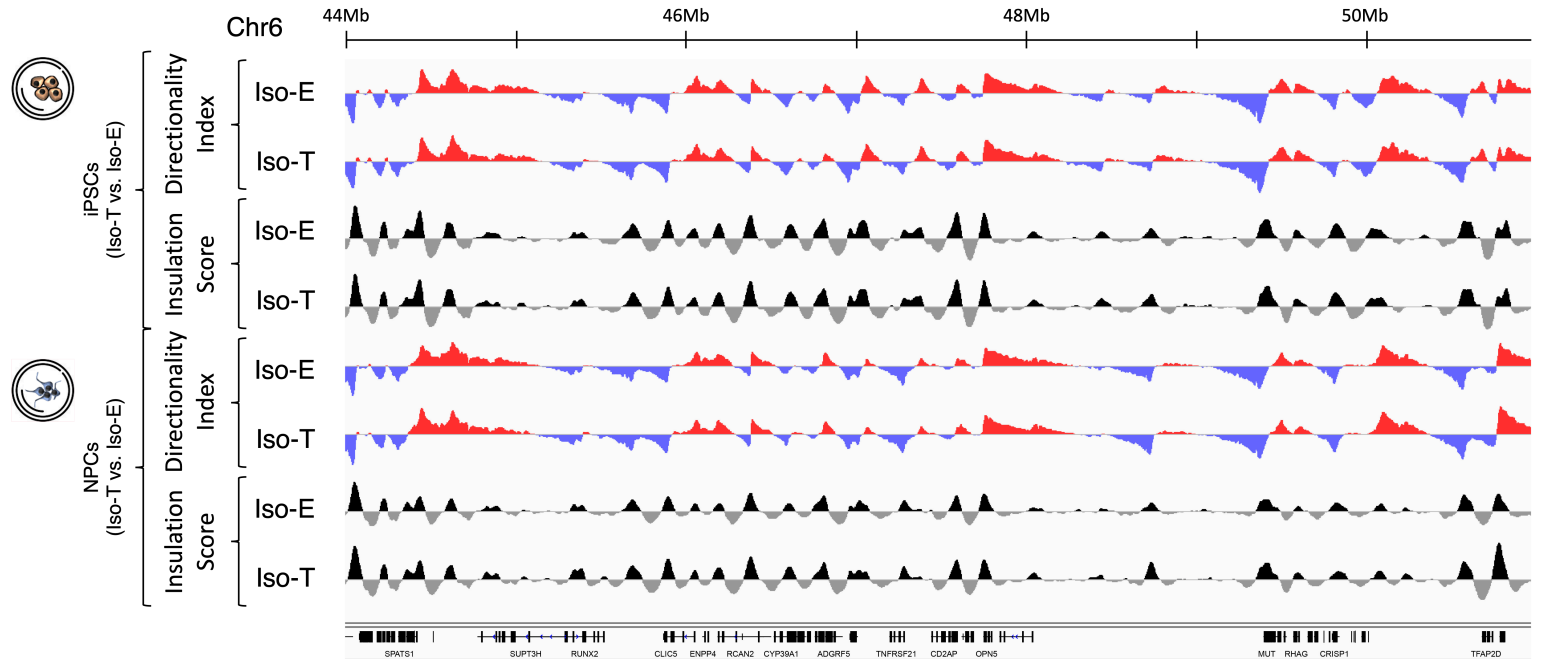 Chr6
44Mb 46Mb 48Mb 50Mb
iPSCs
(Iso-T vs. Iso-E)
Directionality
Index
Iso-E
Iso-T
Insulation
Score
Iso-E
Iso-T
NPCs
(Iso-T vs. Iso-E)
Directionality
Index
Iso-E
Iso-T
Insulation
Score
Iso-E
Iso-T
SPATS1 SUPT3H RUNX2 CLIC5 ENPP4 RCAN2 CYP39A1 ADGRF5 TNFRSF21 CD2AP OPN5 MUT RHAG CRISP1 TFAP2D